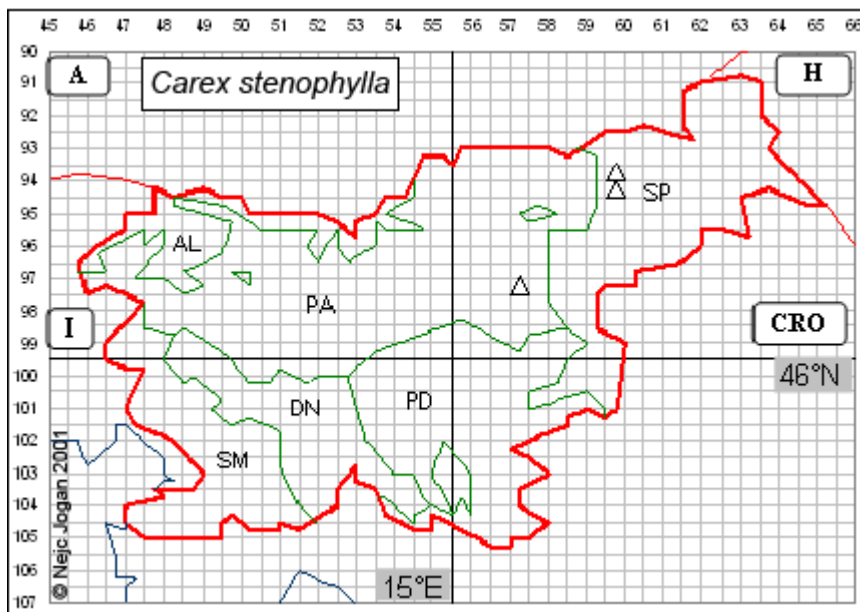 45 46 47 48 49 50 51 52 53 54 55 56 57 58 59 60 61 62 63 64 65 66
90
91
92
93
94
95
96
97
98
99
100
101
102
103
104
105
106
107
A
Carex stenophylla
H
SP
AL
PA
I
CRO
46°N
DN
PD
SM
© Nejc Jogan 2001
15°E